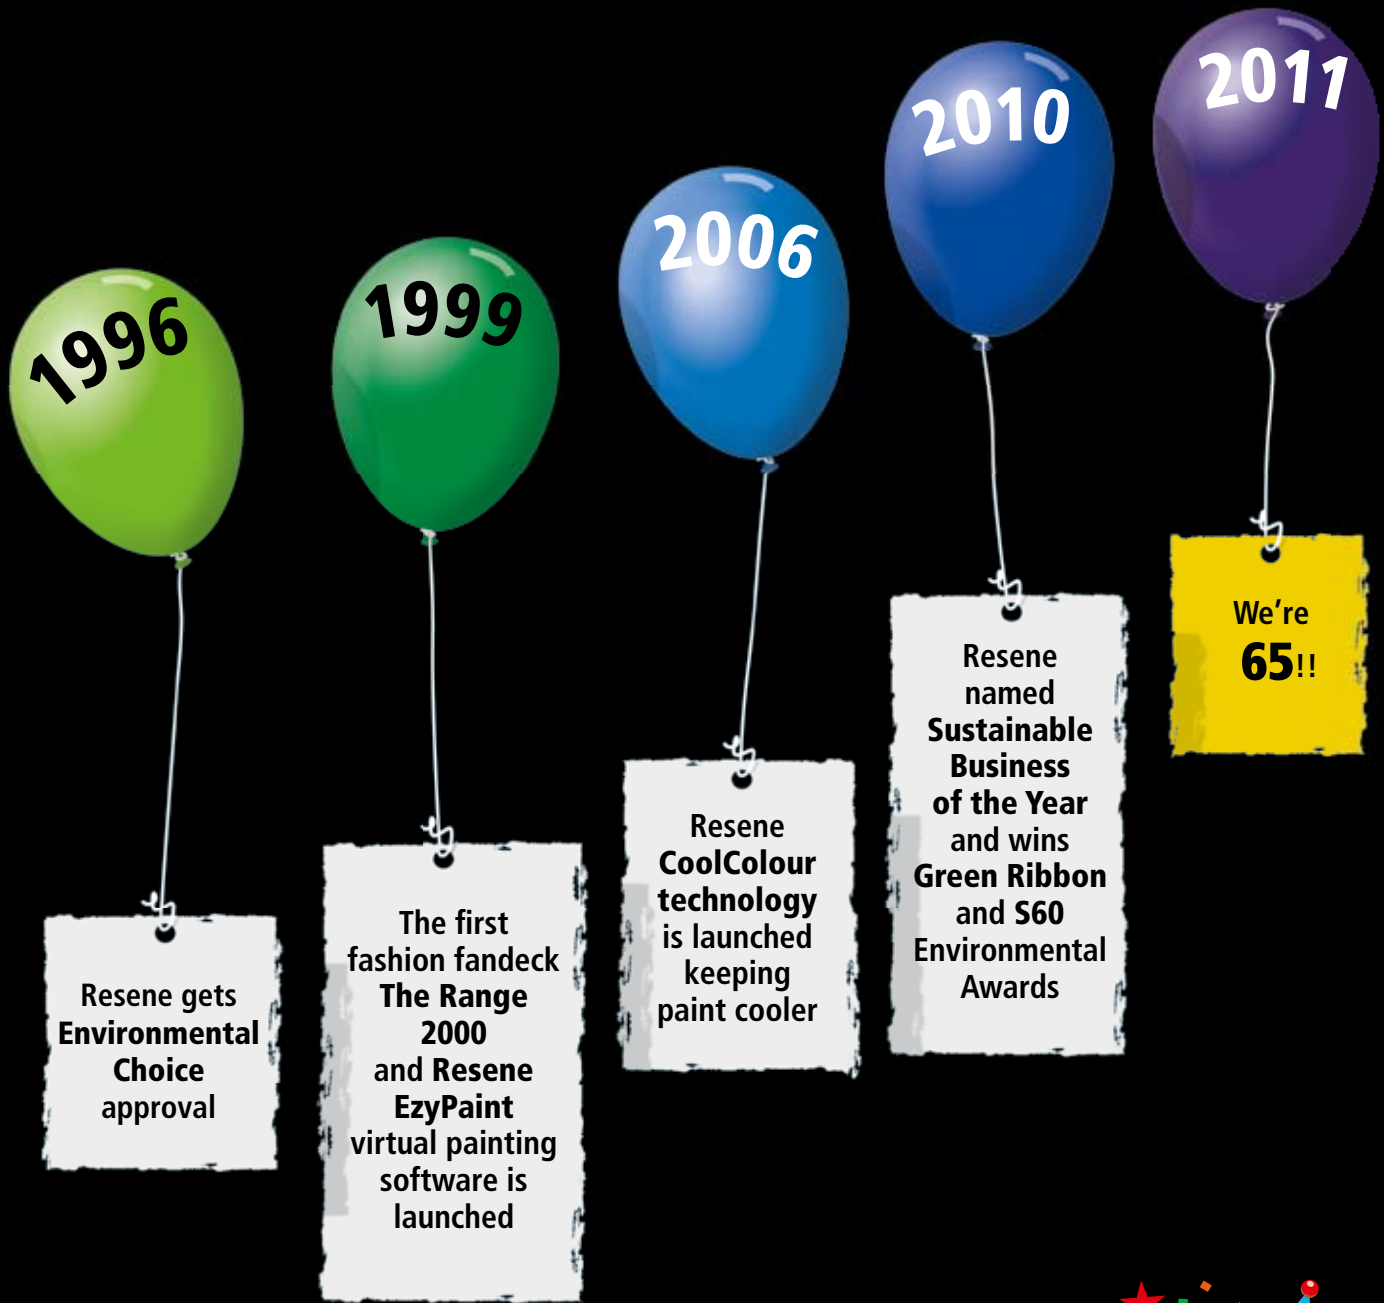 1996
Resene gets
Environmental
Choice
approval
1999
The first
fashion fandeck
The Range
2000
and Resene
EzyPaint
virtual painting
software is
launched
2006
Resene
CoolColour
technology
is launched
keeping
paint cooler
2010
Resene
named
Sustainable
Business
of the Year
and wins
Green Ribbon
and S60
Environmental
Awards
2011
We're
65!!